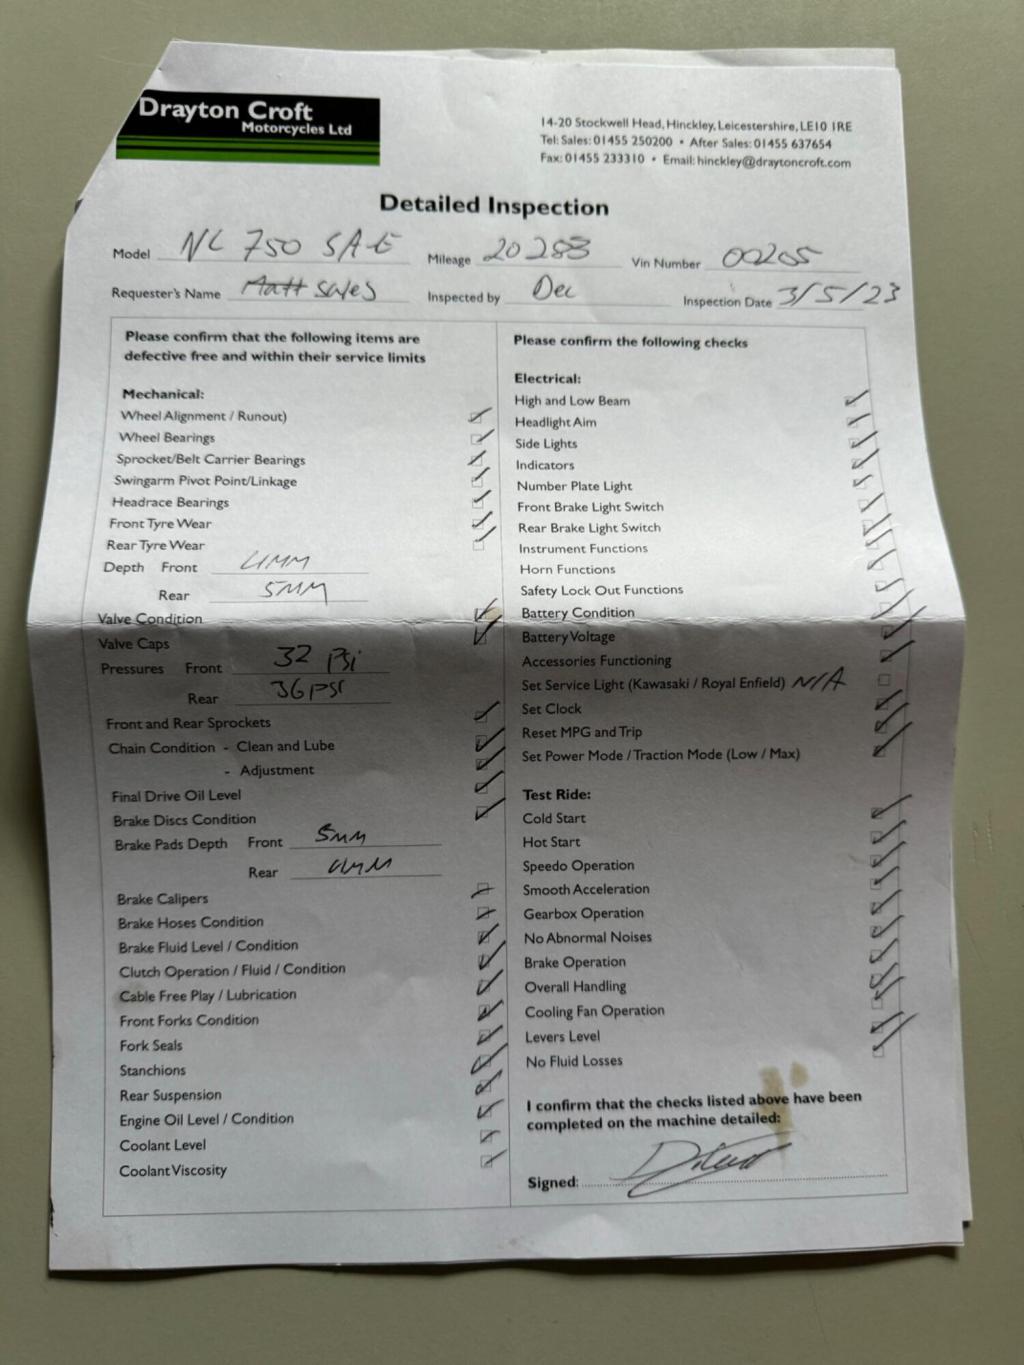 Drayton Croft
Motorcycles Ltd
14-20 Stockwell Head, Hinckley, Leicestershire, LE10 1RE
Tel: Sales: 01455 250200 • After Sales: 01455 637654
Fax: 01455 233310 • Email: hinckley@draytoncroft.com
Detailed Inspection
Model NC 750 SA-E Mileage 20283 Vin Number 00205
Requester's Name Matt sales Inspected by Dec Inspection Date 3/5/23
Please confirm that the following items are
defective free and within their service limits
Mechanical:
Wheel Alignment / Runout)
Wheel Bearings
Sprocket/Belt Carrier Bearings
Swingarm Pivot Point/Linkage
Headrace Bearings
Front Tyre Wear
Rear Tyre Wear
Depth Front 4MM
Rear 5MM
Valve Condition
Valve Caps
Pressures Front 32 PSi
Rear 36 psi
Front and Rear Sprockets
Chain Condition - Clean and Lube
- Adjustment
Final Drive Oil Level
Brake Discs Condition
Brake Pads Depth Front 5MM
Rear 4MM
Brake Calipers
Brake Hoses Condition
Brake Fluid Level / Condition
Clutch Operation / Fluid / Condition
Cable Free Play / Lubrication
Front Forks Condition
Fork Seals
Stanchions
Rear Suspension
Engine Oil Level / Condition
Coolant Level
Coolant Viscosity
Please confirm the following checks
Electrical:
High and Low Beam
Headlight Aim
Side Lights
Indicators
Number Plate Light
Front Brake Light Switch
Rear Brake Light Switch
Instrument Functions
Horn Functions
Safety Lock Out Functions
Battery Condition
Battery Voltage
Accessories Functioning
Set Service Light (Kawasaki / Royal Enfield) N/A
Set Clock
Reset MPG and Trip
Set Power Mode / Traction Mode (Low / Max)
Test Ride:
Cold Start
Hot Start
Speedo Operation
Smooth Acceleration
Gearbox Operation
No Abnormal Noises
Brake Operation
Overall Handling
Cooling Fan Operation
Levers Level
No Fluid Losses
I confirm that the checks listed above have been
completed on the machine detailed:
Signed: